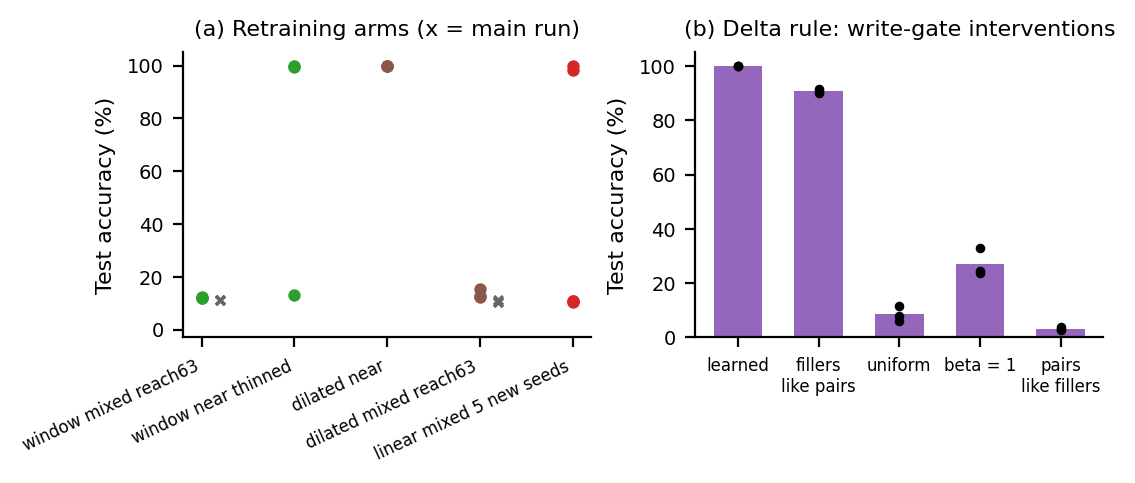 (a) Retraining arms (x = main run)
Test accuracy (%)
100
80
60
40
20
0
window mixed reach63
window near thinned
dilated near
dilated mixed reach63
linear mixed 5 new seeds
(b) Delta rule: write-gate interventions
Test accuracy (%)
100
80
60
40
20
0
learned
fillers
like pairs
uniform
beta = 1
pairs
like fillers